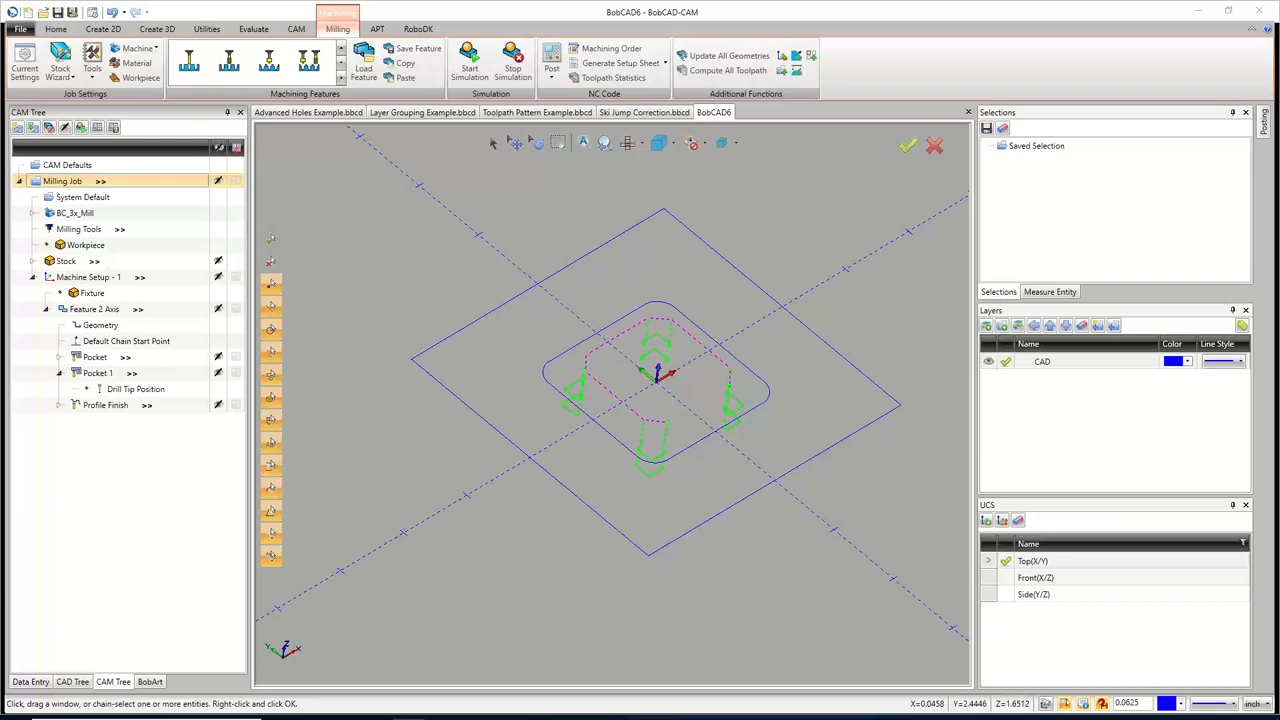 BobCAD6 - BobCAD-CAM
File
Home
Create 2D
Create 3D
Utilities
Evaluate
CAM
Milling
APT
RoboDK
Current Settings
Stock Wizard
Tools
Machine
Material
Workpiece
Job Settings
Load Feature
Save Feature
Copy
Paste
Machining Features
Start Simulation
Stop Simulation
Simulation
Post
Machining Order
Generate Setup Sheet
Toolpath Statistics
NC Code
Update All Geometries
Compute All Toolpath
Additional Functions
CAM Tree
Advanced Holes Example.bbcd
Layer Grouping Example.bbcd
Toolpath Pattern Example.bbcd
Ski Jump Correction.bbcd
BobCAD6
CAM Defaults
Milling Job >>
System Default
BC_3x_Mill
Milling Tools >>
Workpiece
Stock >>
Machine Setup - 1 >>
Fixture
Feature 2 Axis >>
Geometry
Default Chain Start Point
Pocket >>
Pocket 1 >>
Drill Tip Position
Profile Finish >>
Y
Z
X
Selections
Saved Selection
Posting
Selections
Measure Entity
Layers
Name
Color
Line Style
CAD
UCS
Name
Top(X/Y)
Front(X/Z)
Side(Y/Z)
Data Entry
CAD Tree
CAM Tree
BobArt
Click, drag a window, or chain-select one or more entities. Right-click and click OK.
X=0.0458
Y=2.4446
Z=1.6512
0.0625
inch